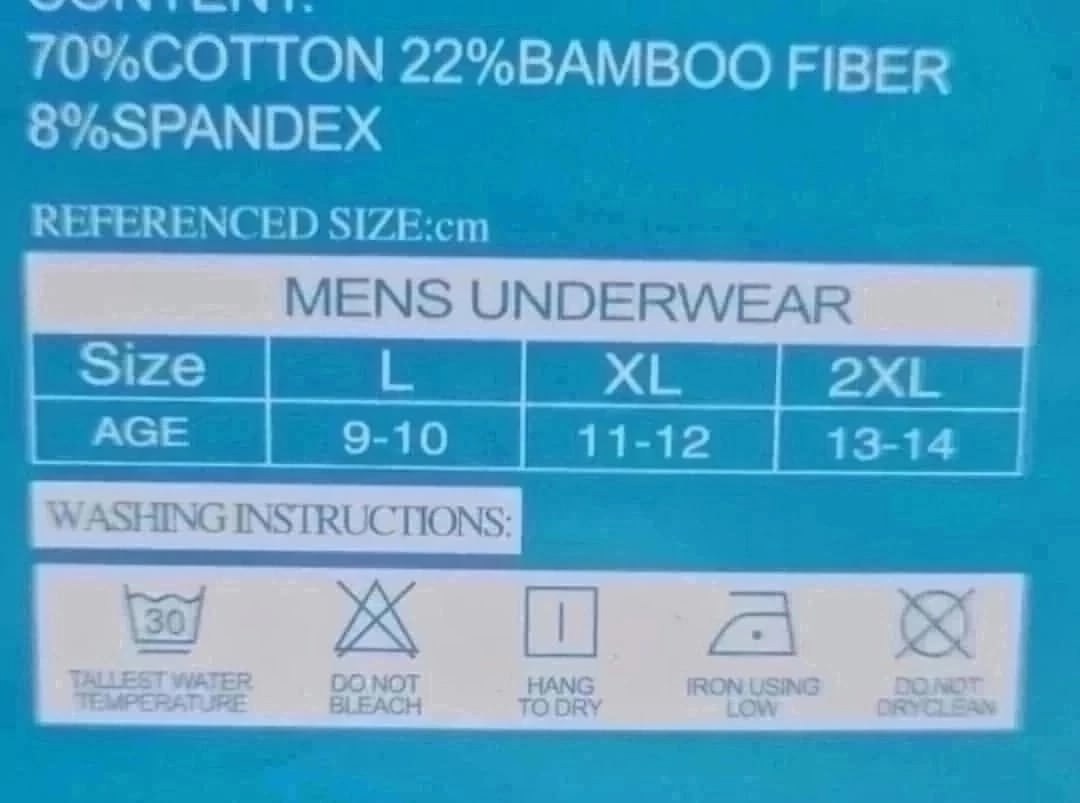 CONTENT:
70%COTTON 22%BAMBOO FIBER
8%SPANDEX
REFERENCED SIZE:cm
MENS UNDERWEAR
Size L XL 2XL
AGE 9-10 11-12 13-14
WASHING INSTRUCTIONS:
30
TALLEST WATER TEMPERATURE
DO NOT BLEACH
HANG TO DRY
IRON USING LOW
DO NOT DRYCLEAN